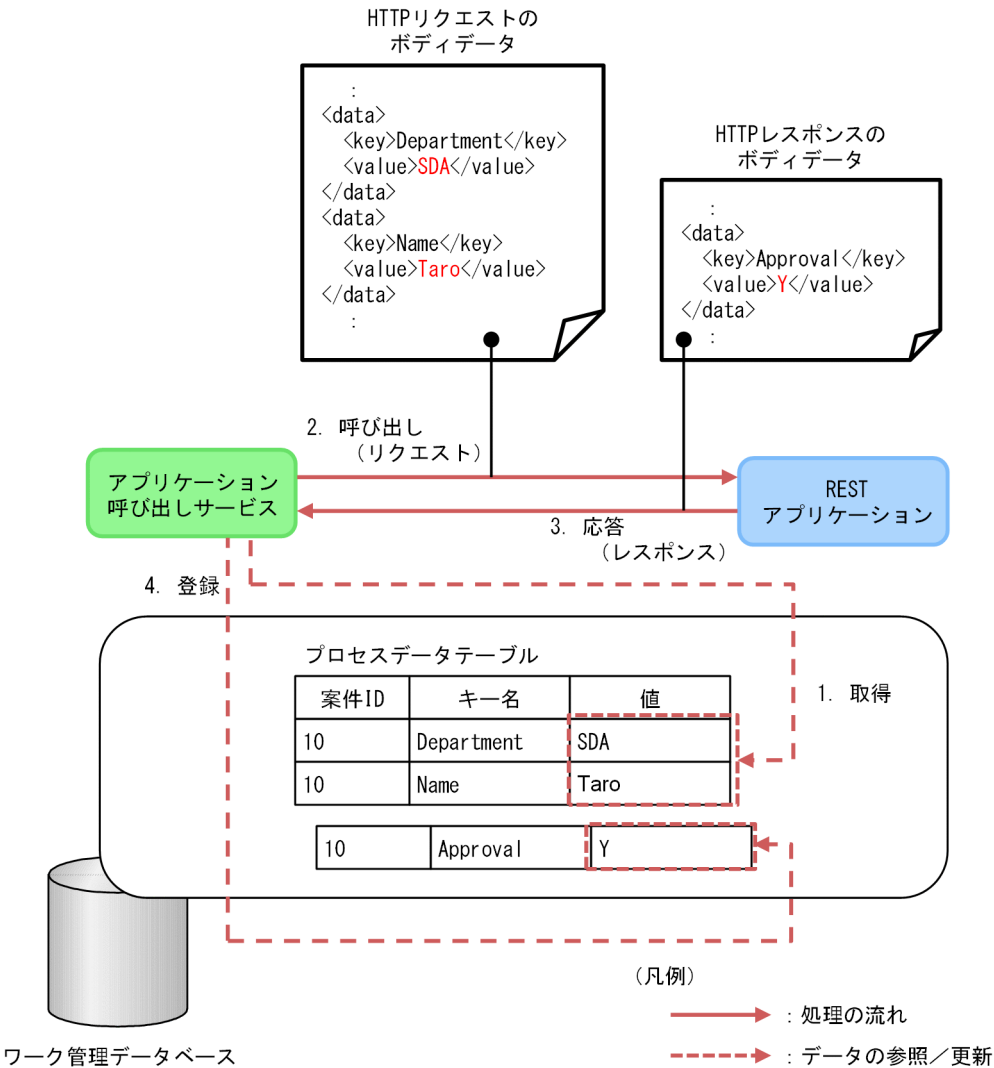 HTTPリクエストの
ボディデータ
:
<data>
<key>Department</key>
<value>SDA</value>
</data>
<data>
<key>Name</key>
<value>Taro</value>
</data>
:
HTTPレスポンスの
ボディデータ
:
<data>
<key>Approval</key>
<value>Y</value>
</data>
:
2. 呼び出し
(リクエスト)
アプリケーション
呼び出しサービス
REST
アプリケーション
3. 応答
(レスポンス)
4. 登録
プロセスデータテーブル
1. 取得
案件ID キー名 値
10 Department SDA
10 Name Taro
10 Approval Y
(凡例)
:処理の流れ
ワーク管理データベース
:データの参照/更新